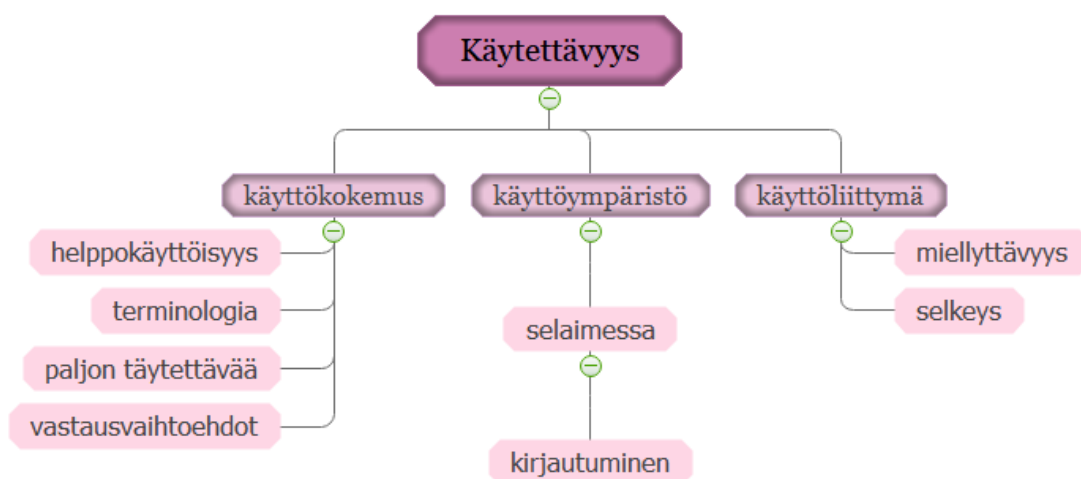 Käytettävyys
käyttökokemus
käyttöympäristö
käyttöliittymä
helppokäyttöisyys
terminologia
paljon täytettävää
vastausvaihtoehdot
selaimessa
kirjautuminen
miellyttävyys
selkeys